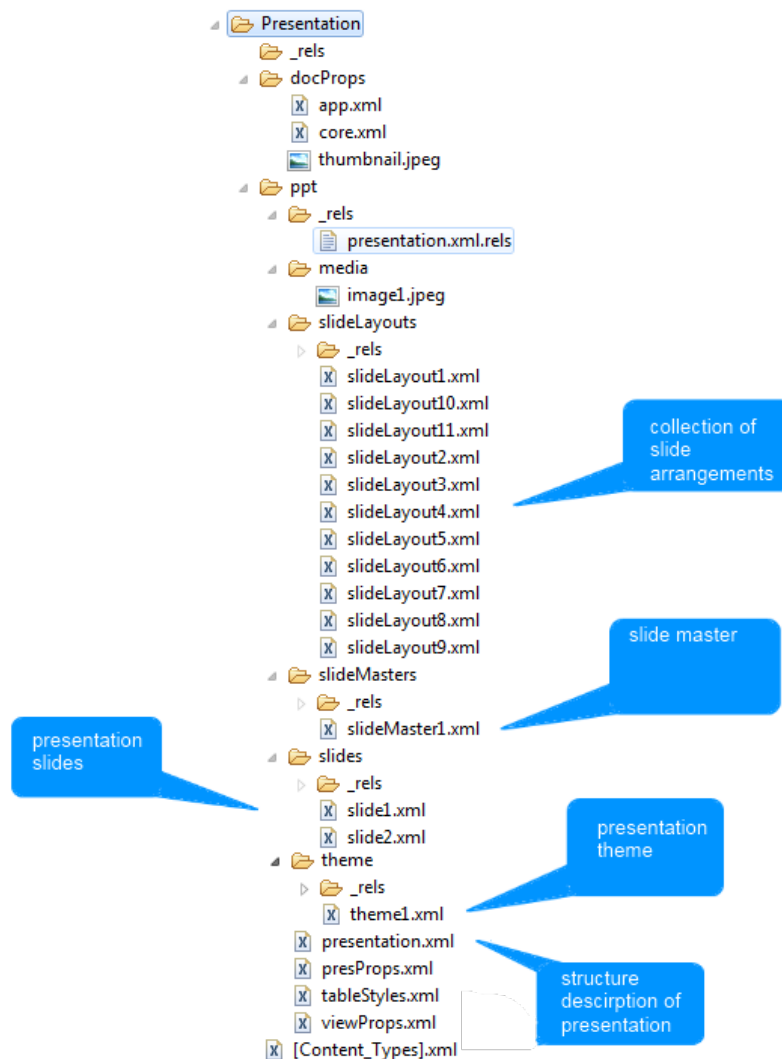 Presentation
_rels
docProps
app.xml
core.xml
thumbnail.jpeg
ppt
_rels
presentation.xml.rels
media
image1.jpeg
slideLayouts
_rels
slideLayout1.xml
slideLayout10.xml
slideLayout11.xml
slideLayout2.xml
slideLayout3.xml
slideLayout4.xml
slideLayout5.xml
slideLayout6.xml
slideLayout7.xml
slideLayout8.xml
slideLayout9.xml
collection of
slide
arrangements
slideMasters
_rels
slideMaster1.xml
slide master
slides
_rels
slide1.xml
slide2.xml
presentation
slides
theme
_rels
theme1.xml
presentation
theme
presentation.xml
presProps.xml
tableStyles.xml
viewProps.xml
structure
descirption of
presentation
[Content_Types].xml